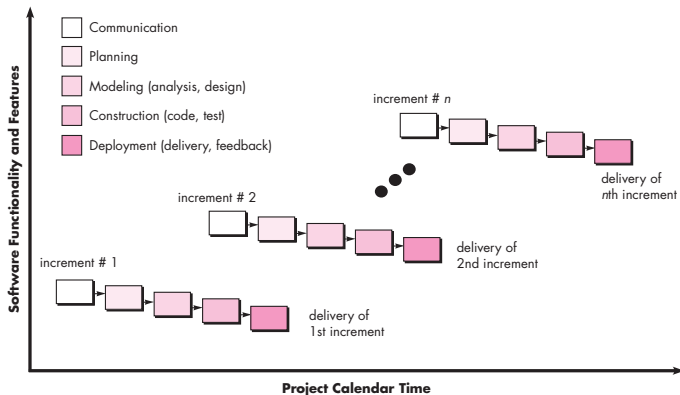 Communication
Planning
Modeling (analysis, design)
Construction (code, test)
Deployment (delivery, feedback)
Software Functionality and Features
increment # n
delivery of
nth increment
increment # 2
delivery of
2nd increment
increment # 1
delivery of
1st increment
Project Calendar Time